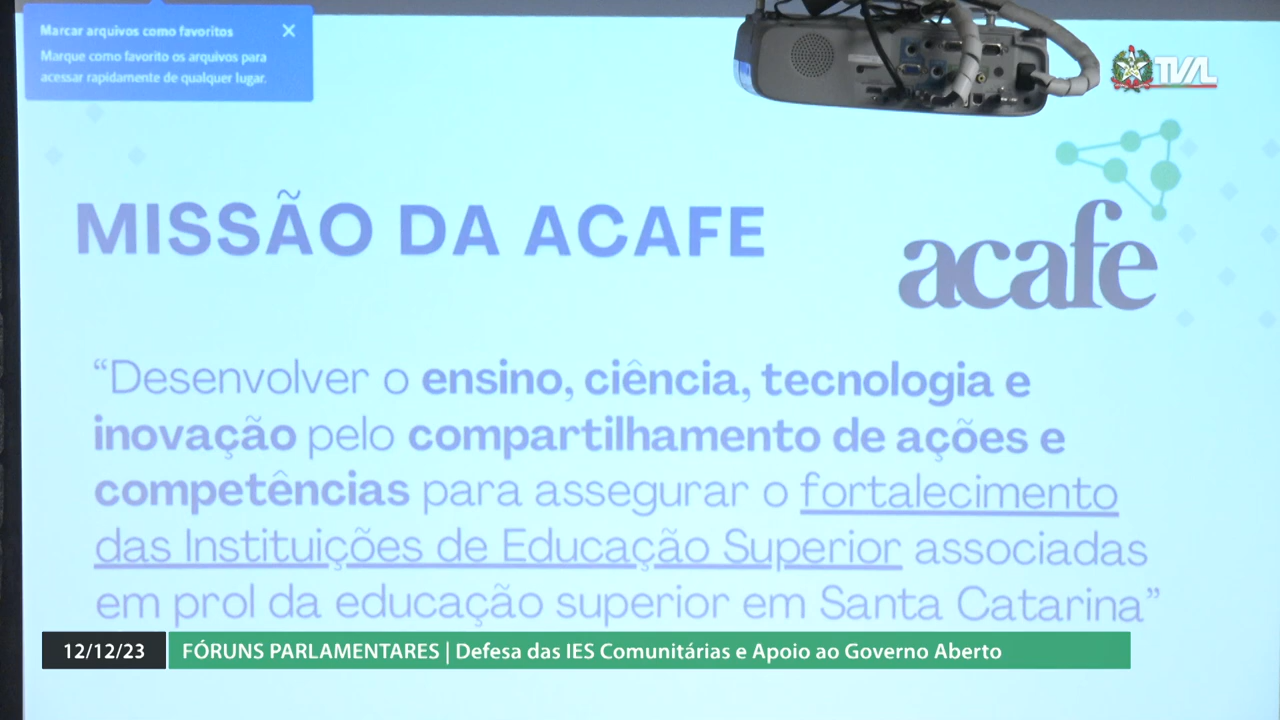 Marcar arquivos como favoritos
Marque como favorito os arquivos para
acessar rapidamente de qualquer lugar.
TVAL
MISSÃO DA ACAFE
acafe
“Desenvolver o ensino, ciência, tecnologia e
inovação pelo compartilhamento de ações e
competências para assegurar o fortalecimento
das Instituições de Educação Superior associadas
em prol da educação superior em Santa Catarina”
12/12/23 FÓRUNS PARLAMENTARES | Defesa das IES Comunitárias e Apoio ao Governo Aberto